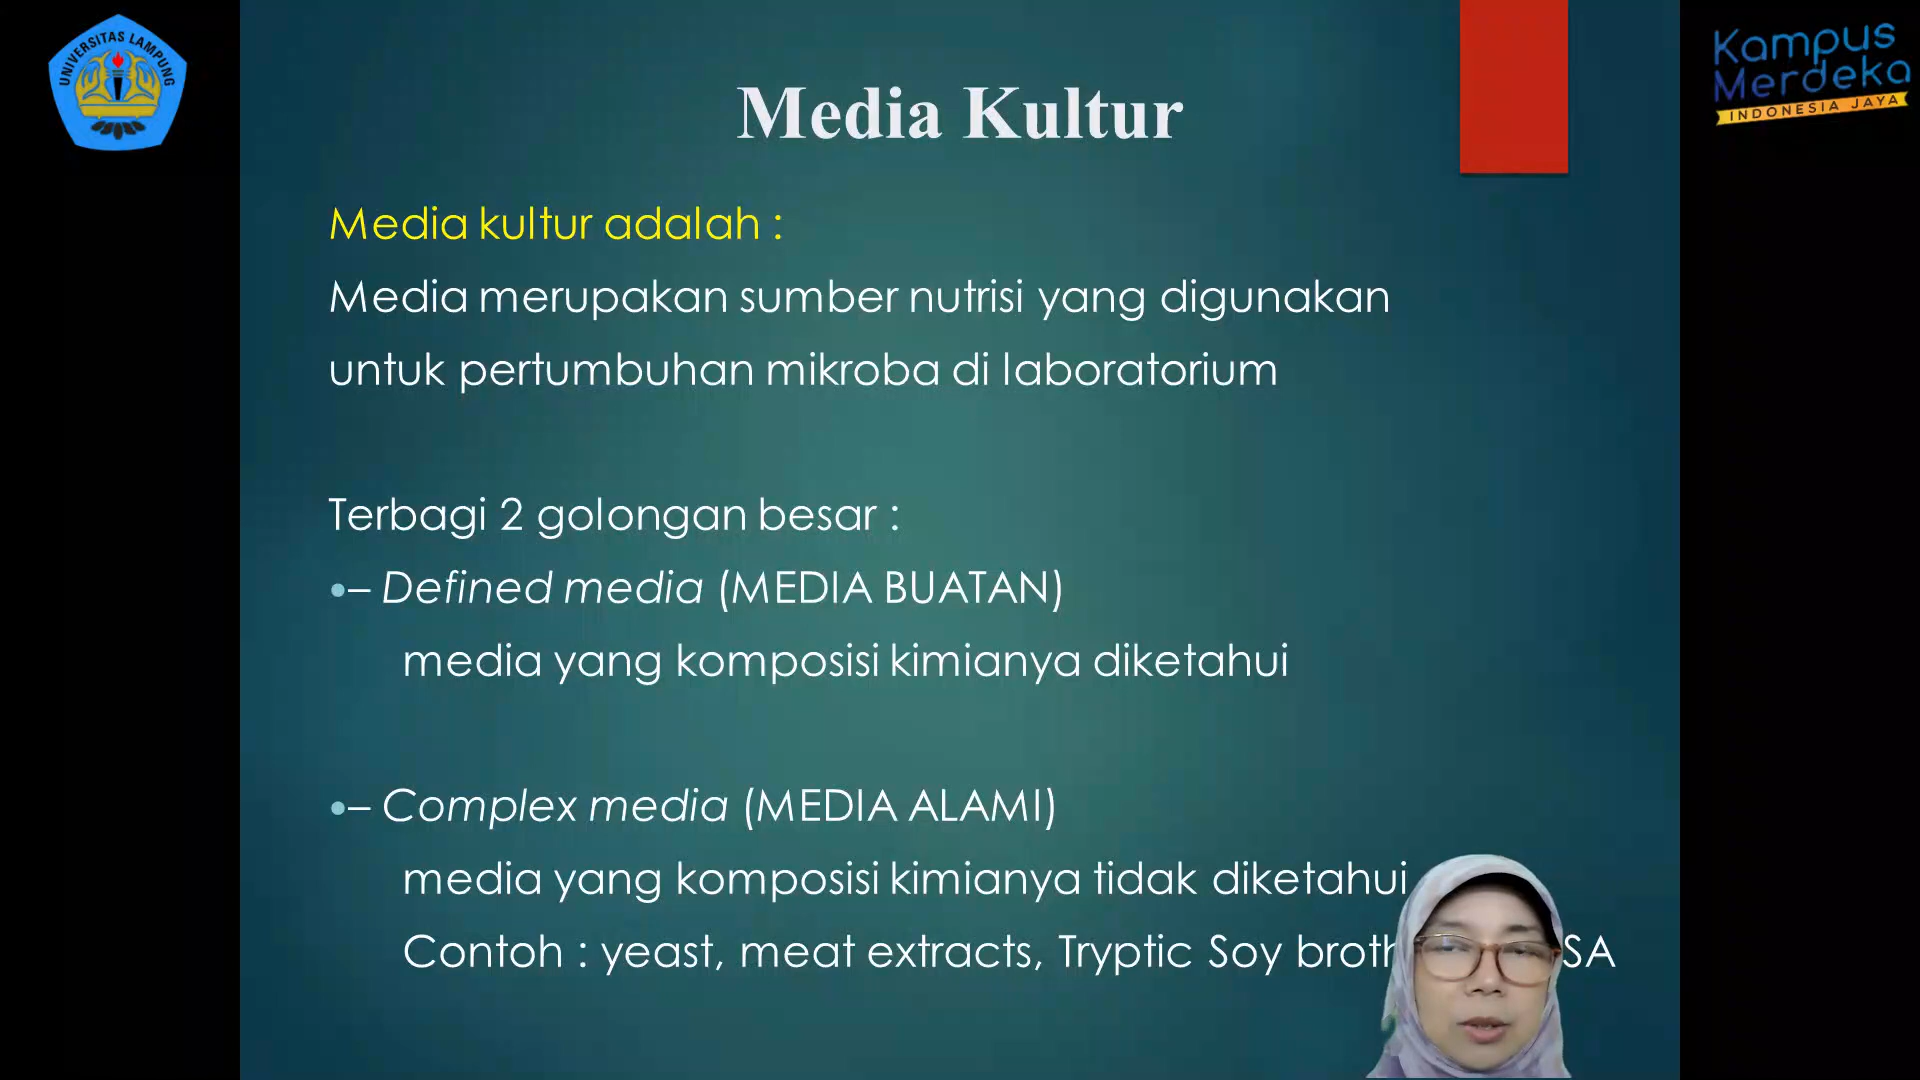 UNIVERSITAS LAMPUNG
Kampus
Merdeka
INDONESIA JAYA
Media Kultur
Media kultur adalah :
Media merupakan sumber nutrisi yang digunakan
untuk pertumbuhan mikroba di laboratorium
Terbagi 2 golongan besar :
•– Defined media (MEDIA BUATAN)
media yang komposisi kimianya diketahui
•– Complex media (MEDIA ALAMI)
media yang komposisi kimianya tidak diketahui
Contoh : yeast, meat extracts, Tryptic Soy